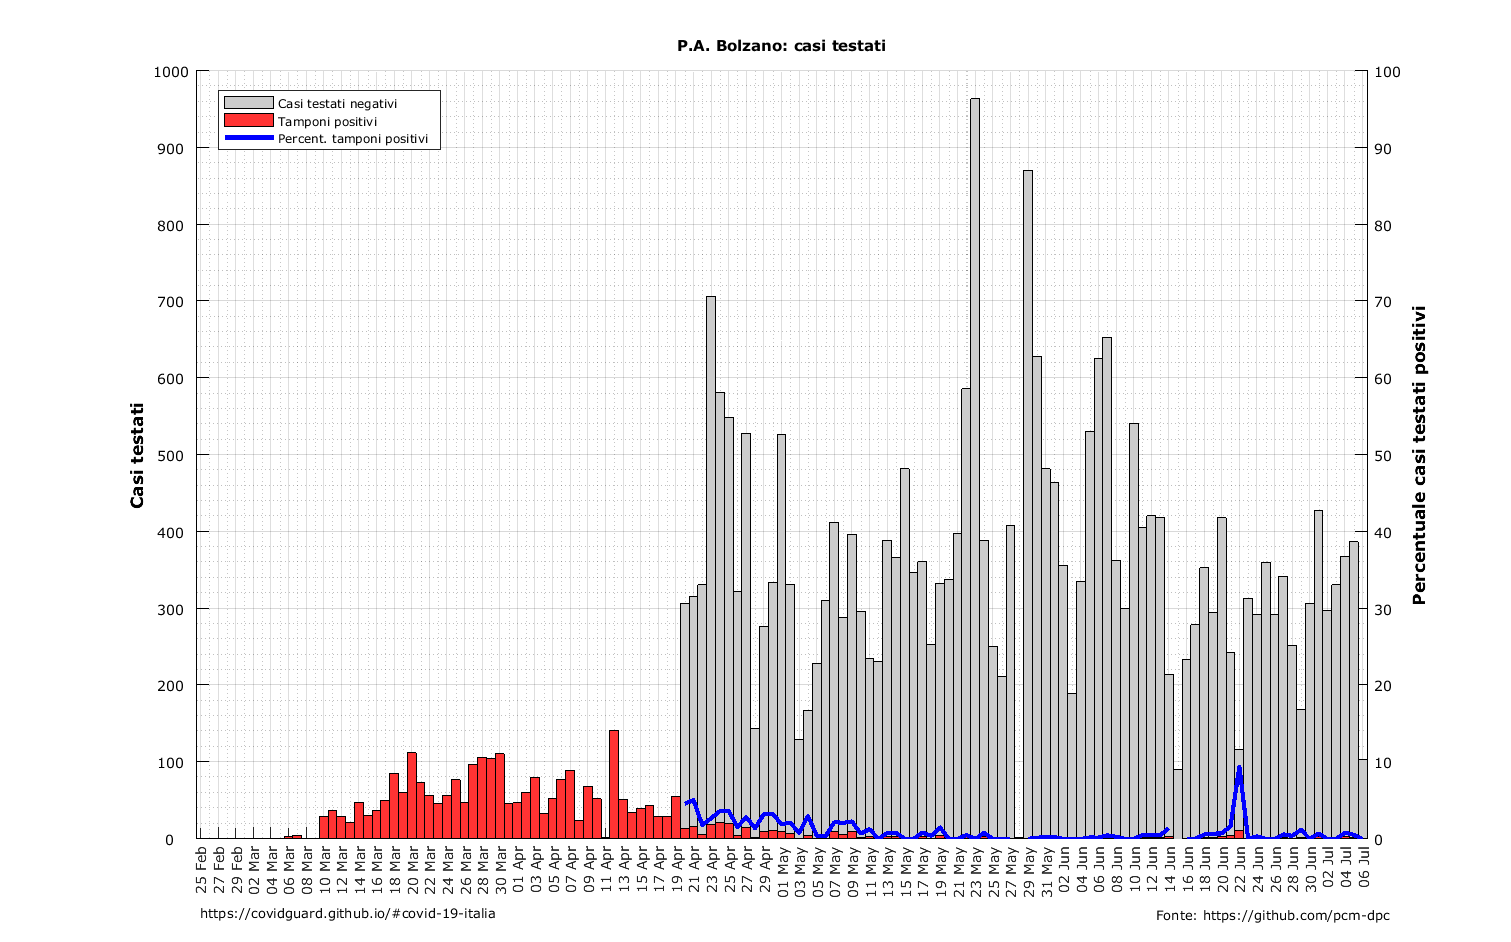 P.A. Bolzano: casi testati
Casi testati negativi
Tamponi positivi
Percent. tamponi positivi
Casi testati
1000
900
800
700
600
500
400
300
200
100
0
100
90
80
70
60
50
40
30
20
10
0
Percentuale casi testati positivi
25 Feb
27 Feb
29 Feb
02 Mar
04 Mar
06 Mar
08 Mar
10 Mar
12 Mar
14 Mar
16 Mar
18 Mar
20 Mar
22 Mar
24 Mar
26 Mar
28 Mar
30 Mar
01 Apr
03 Apr
05 Apr
07 Apr
09 Apr
11 Apr
13 Apr
15 Apr
17 Apr
19 Apr
21 Apr
23 Apr
25 Apr
27 Apr
29 Apr
01 May
03 May
05 May
07 May
09 May
11 May
13 May
15 May
17 May
19 May
21 May
23 May
25 May
27 May
29 May
31 May
02 Jun
04 Jun
06 Jun
08 Jun
10 Jun
12 Jun
14 Jun
16 Jun
18 Jun
20 Jun
22 Jun
24 Jun
26 Jun
28 Jun
30 Jun
02 Jul
04 Jul
06 Jul
https://covidguard.github.io/#covid-19-italia
Fonte: https://github.com/pcm-dpc